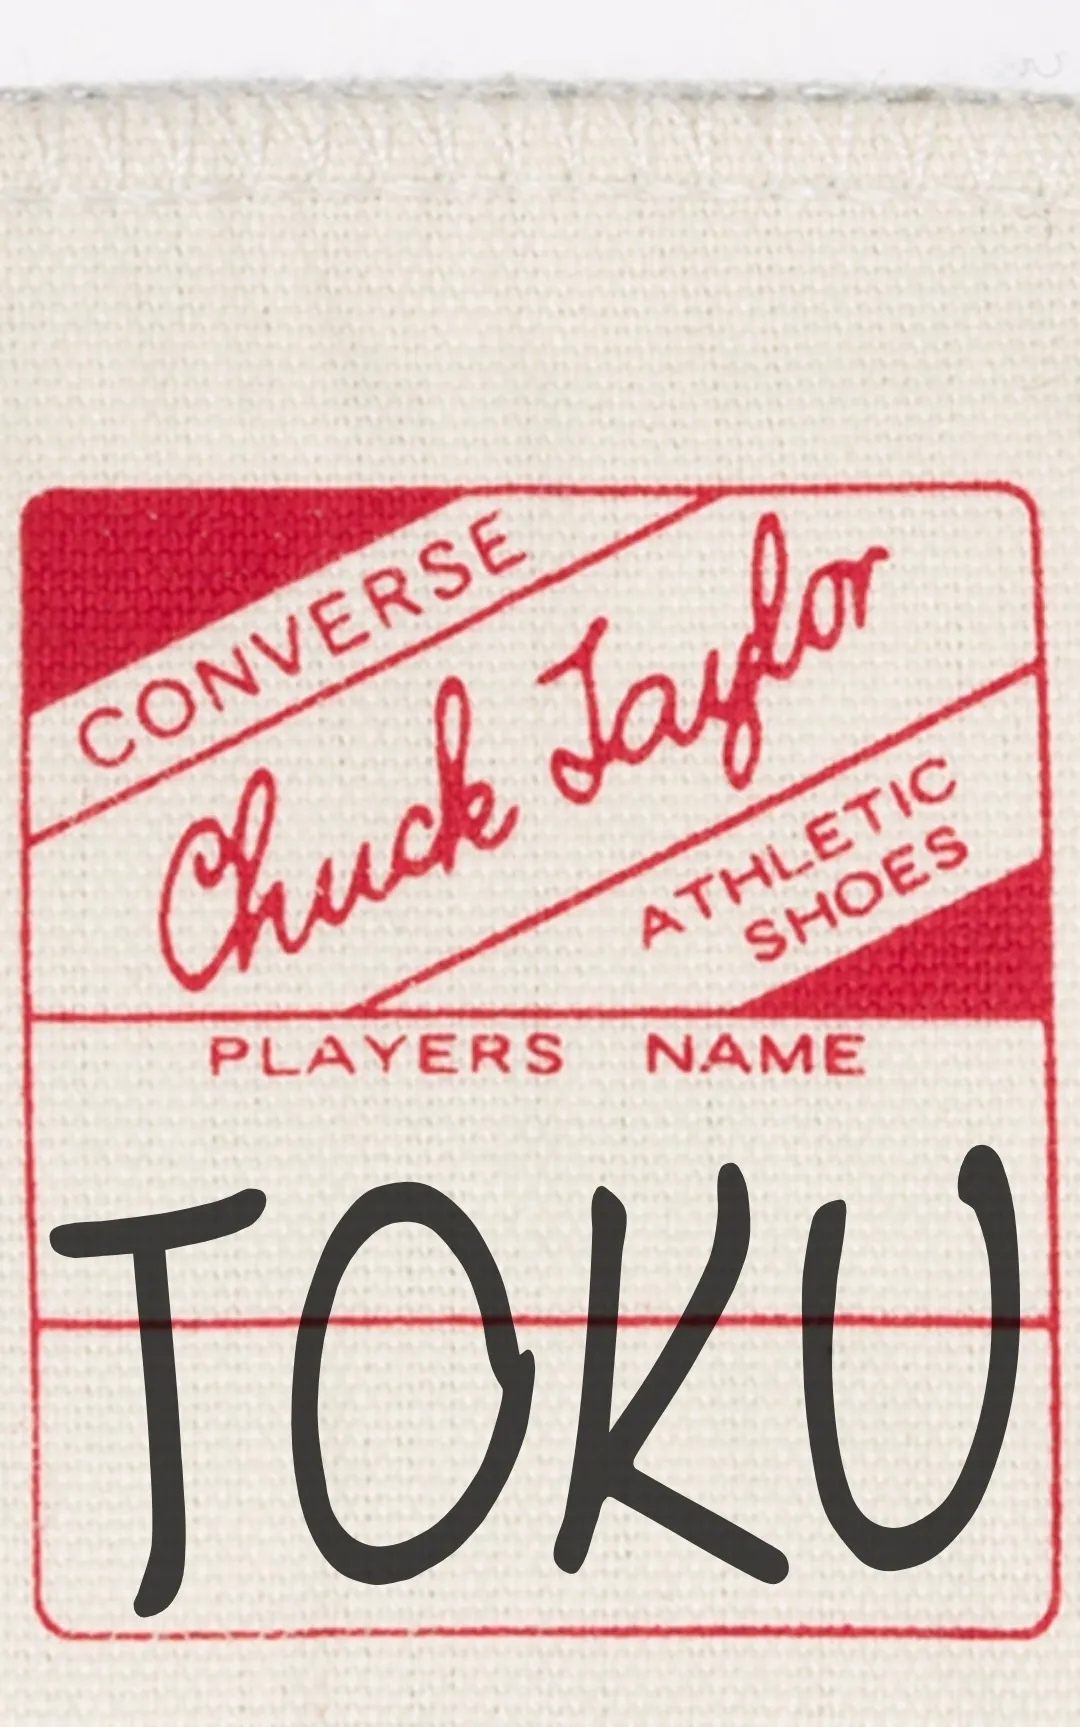 CONVERSE
Chuck Taylor
ATHLETIC
SHOES
PLAYERS NAME
TOKU